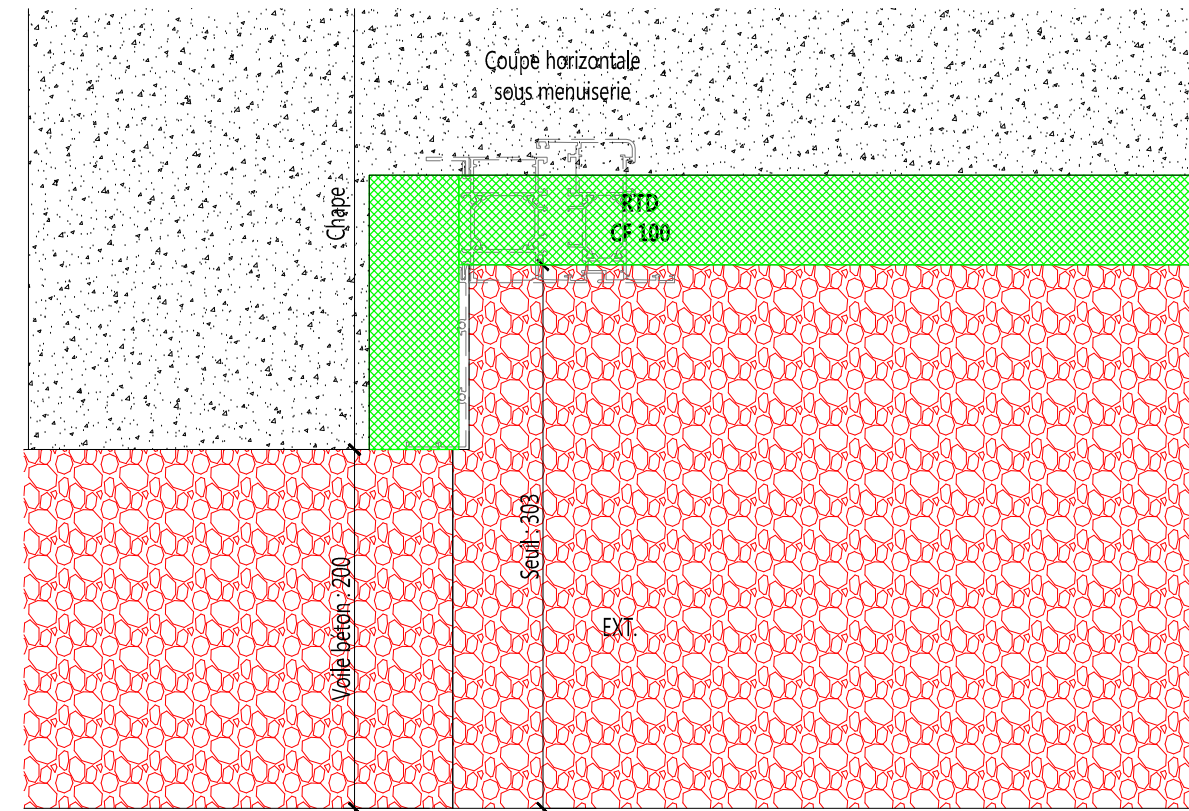 Coupe horizontale
sous menuiserie
Chape
RTD
CF 100
Seuil : 303
Voile béton : 200
EXT.